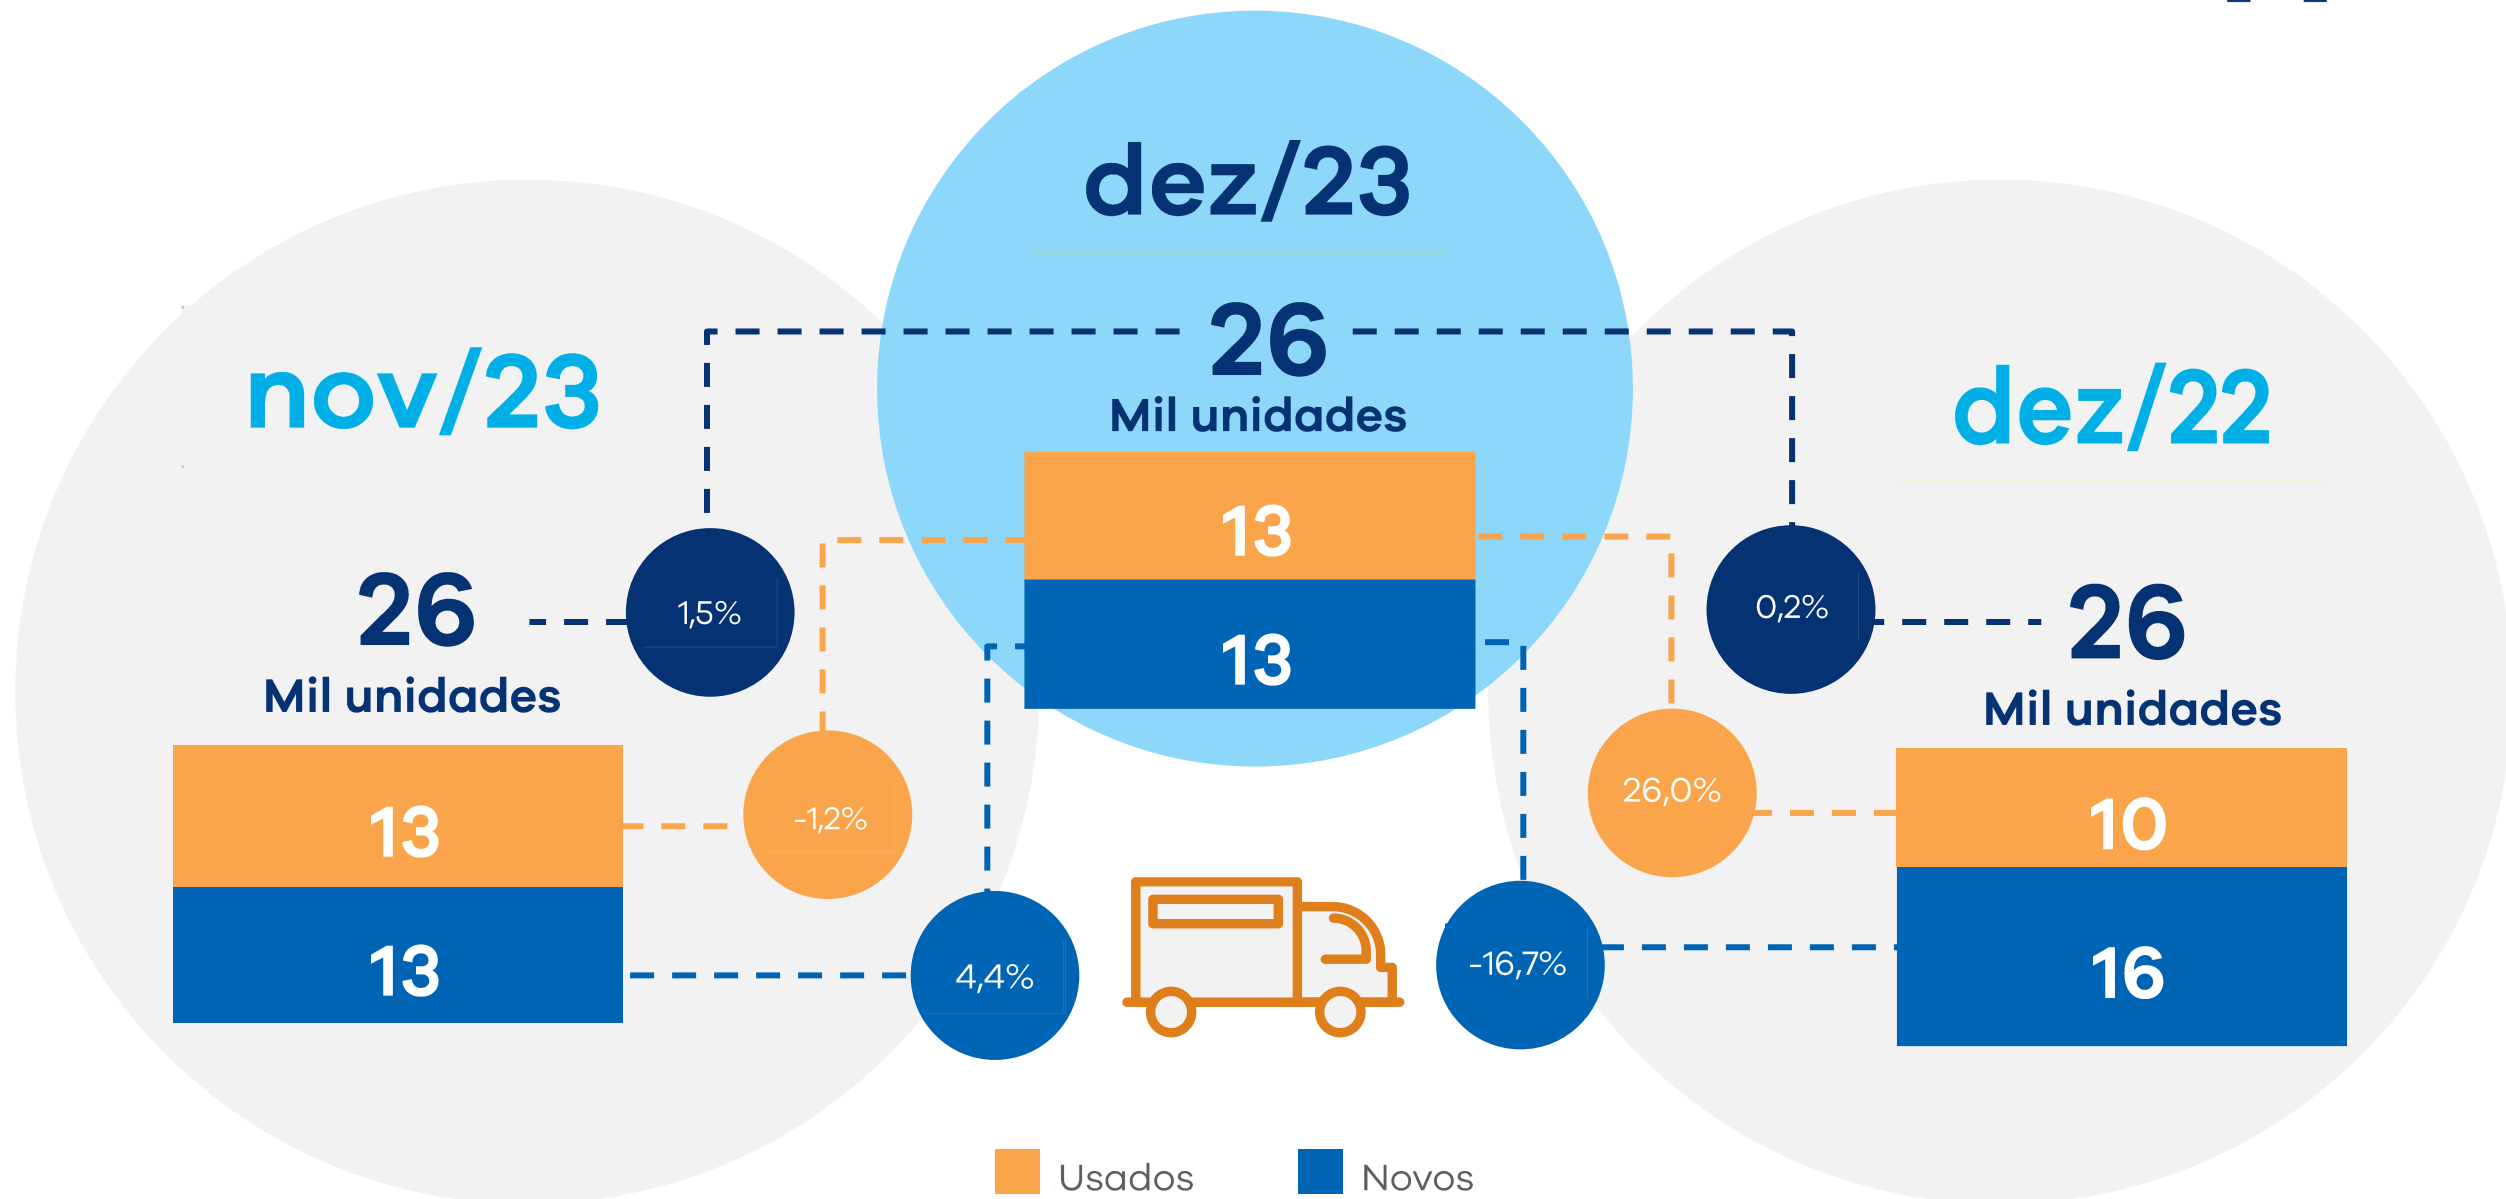 dez/23
26
Mil unidades
13
13
nov/23
26
Mil unidades
13
13
dez/22
26
Mil unidades
10
16
1,5%
-1,2%
4,4%
0,2%
26,0%
-16,7%
Usados
Novos